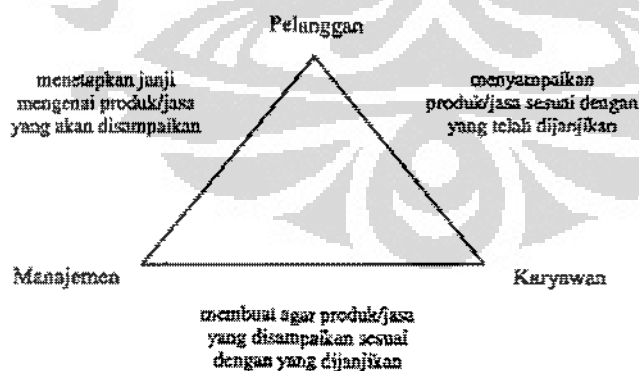 Pelanggan
menetapkan janji
mengenai produk/jasa
yang akan disampaikan
menyampaikan
produk/jasa sesuai dengan
yang telah dijanjikan
Manajemen
Karyawan
membuat agar produk/jasa
yang disampaikan sesuai
dengan yang dijanjikan